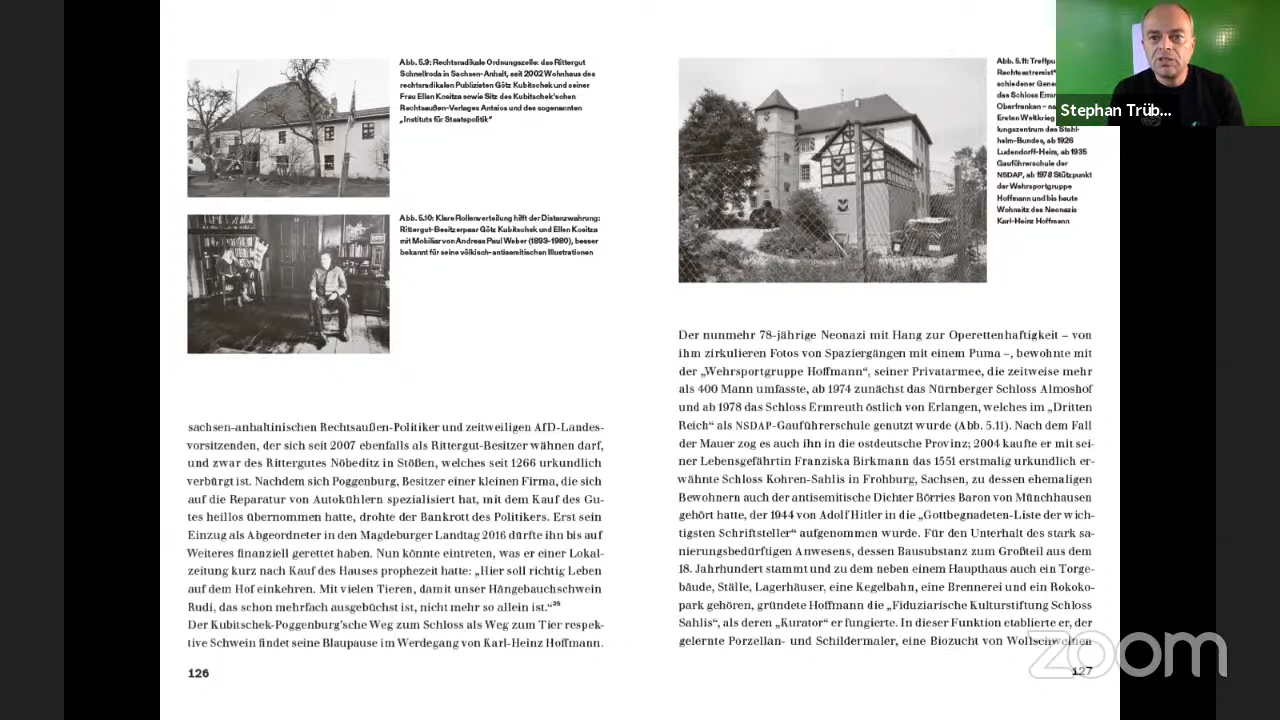 Abb. 5.9: Rechtsradikale Ordnungszelle: das Rittergut
Schnellroda in Sachsen-Anhalt, seit 2002 Wohnhaus des
rechtsradikalen Publizisten Götz Kubitschek und seiner
Frau Ellen Kositza sowie Sitz des Kubitschek'schen
Rechtsaußen-Verlages Antaios und des sogenannten
„Instituts für Staatspolitik“
Abb. 5.10: Klare Rollenverteilung hilft der Distanzwahrung:
Rittergut-Besitzerpaar Götz Kubitschek und Ellen Kositza
mit Mobiliar von Andreas Paul Weber (1893–1980), besser
bekannt für seine völkisch-antisemitischen Illustrationen
sachsen-anhaltinischen Rechtsaußen-Politiker und zeitweiligen AfD-Landes-
vorsitzenden, der sich seit 2007 ebenfalls als Rittergut-Besitzer wähnen darf,
und zwar des Rittergutes Nöbeditz in Stößen, welches seit 1266 urkundlich
verbürgt ist. Nachdem sich Poggenburg, Besitzer einer kleinen Firma, die sich
auf die Reparatur von Autokühlern spezialisiert hat, mit dem Kauf des Gu-
tes heillos übernommen hatte, drohte der Bankrott des Politikers. Erst sein
Einzug als Abgeordneter in den Magdeburger Landtag 2016 dürfte ihn bis auf
Weiteres finanziell gerettet haben. Nun könnte eintreten, was er einer Lokal-
zeitung kurz nach Kauf des Hauses prophezeit hatte: „Hier soll richtig Leben
auf dem Hof einkehren. Mit vielen Tieren, damit unser Hängebauchschwein
Rudi, das schon mehrfach ausgebüchst ist, nicht mehr so allein ist.“²⁵
Der Kubitschek-Poggenburg'sche Weg zum Schloss als Weg zum Tier respek-
tive Schwein findet seine Blaupause im Werdegang von Karl-Heinz Hoffmann.
126
Abb. 5.11: Treffpu
Rechtsextremist*
schiedener Gener
das Schloss Erm
Oberfranken – na
Ersten Weltkrieg
lungszentrum des Stahl-
helm-Bundes, ab 1926
Ludendorff-Heim, ab 1935
Gauführerschule der
NSDAP, ab 1978 Stützpunkt
der Wehrsportgruppe
Hoffmann und bis heute
Wohnsitz des Neonazis
Karl-Heinz Hoffmann
Der nunmehr 78-jährige Neonazi mit Hang zur Operettenhaftigkeit – von
ihm zirkulieren Fotos von Spaziergängen mit einem Puma –, bewohnte mit
der „Wehrsportgruppe Hoffmann“, seiner Privatarmee, die zeitweise mehr
als 400 Mann umfasste, ab 1974 zunächst das Nürnberger Schloss Almoshof
und ab 1978 das Schloss Ermreuth östlich von Erlangen, welches im „Dritten
Reich“ als NSDAP-Gauführerschule genutzt wurde (Abb. 5.11). Nach dem Fall
der Mauer zog es auch ihn in die ostdeutsche Provinz; 2004 kaufte er mit sei-
ner Lebensgefährtin Franziska Birkmann das 1551 erstmalig urkundlich er-
wähnte Schloss Kohren-Sahlis in Frohburg, Sachsen, zu dessen ehemaligen
Bewohnern auch der antisemitische Dichter Börries Baron von Münchhausen
gehört hatte, der 1944 von Adolf Hitler in die „Gottbegnadeten-Liste der wich-
tigsten Schriftsteller“ aufgenommen wurde. Für den Unterhalt des stark sa-
nierungsbedürftigen Anwesens, dessen Bausubstanz zum Großteil aus dem
18. Jahrhundert stammt und zu dem neben einem Haupthaus auch ein Torge-
bäude, Ställe, Lagerhäuser, eine Kegelbahn, eine Brennerei und ein Rokoko-
park gehören, gründete Hoffmann die „Fiduziarische Kulturstiftung Schloss
Sahlis“, als deren „Kurator“ er fungierte. In dieser Funktion etablierte er, der
gelernte Porzellan- und Schildermaler, eine Biozucht von Wollschweinen
127
Stephan Trüb...
zoom